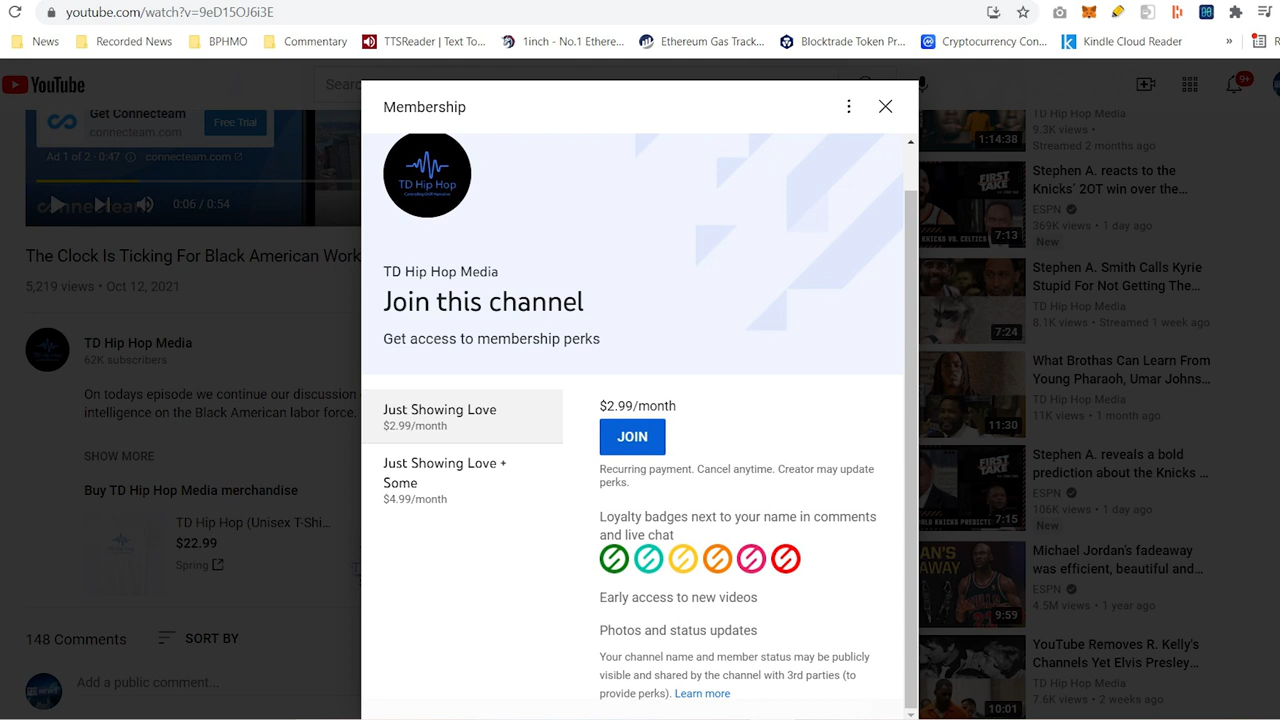 youtube.com/watch?v=9eD15OJ6i3E
News
Recorded News
BPHMO
Commentary
TTSReader | Text To...
1inch - No.1 Ethere...
Ethereum Gas Track...
Blocktrade Token Pr...
Cryptocurrency Con...
Kindle Cloud Reader
»
YouTube
Sear
9+
Get Connecteam
connecteam.com
Free Trial
Ad 1 of 2 · 0:47
connecteam.com
0:06 / 0:54
The Clock Is Ticking For Black American Work
5,219 views • Oct 12, 2021
TD Hip Hop Media
62K subscribers
On todays episode we continue our discussion
intelligence on the Black American labor force.
SHOW MORE
Buy TD Hip Hop Media merchandise
TD Hip Hop (Unisex T-Shi...
$22.99
Spring
148 Comments
SORT BY
Add a public comment...
Membership
TD Hip Hop
TD Hip Hop Media
Join this channel
Get access to membership perks
Just Showing Love
$2.99/month
Just Showing Love +
Some
$4.99/month
$2.99/month
JOIN
Recurring payment. Cancel anytime. Creator may update
perks.
Loyalty badges next to your name in comments
and live chat
Early access to new videos
Photos and status updates
Your channel name and member status may be publicly
visible and shared by the channel with 3rd parties (to
provide perks). Learn more
TD Hip Hop Media
9.3K views •
Streamed 2 months ago
1:14:38
Stephen A. reacts to the
Knicks' 2OT win over the...
ESPN
369K views • 1 day ago
New
FIRST
TAKE
KNICKS VS. CELTICS
7:13
Stephen A. Smith Calls Kyrie
Stupid For Not Getting The...
TD Hip Hop Media
8.1K views • Streamed 1 week ago
7:24
What Brothas Can Learn From
Young Pharaoh, Umar Johns...
TD Hip Hop Media
11K views • 1 month ago
11:30
Stephen A. reveals a bold
prediction about the Knicks ...
ESPN
106K views • 1 day ago
New
FIRST
TAKE
7:15
Michael Jordan's fadeaway
was efficient, beautiful and...
ESPN
4.5M views • 1 year ago
9:59
YouTube Removes R. Kelly's
Channels Yet Elvis Presley...
TD Hip Hop Media
7.6K views • 2 weeks ago
10:01